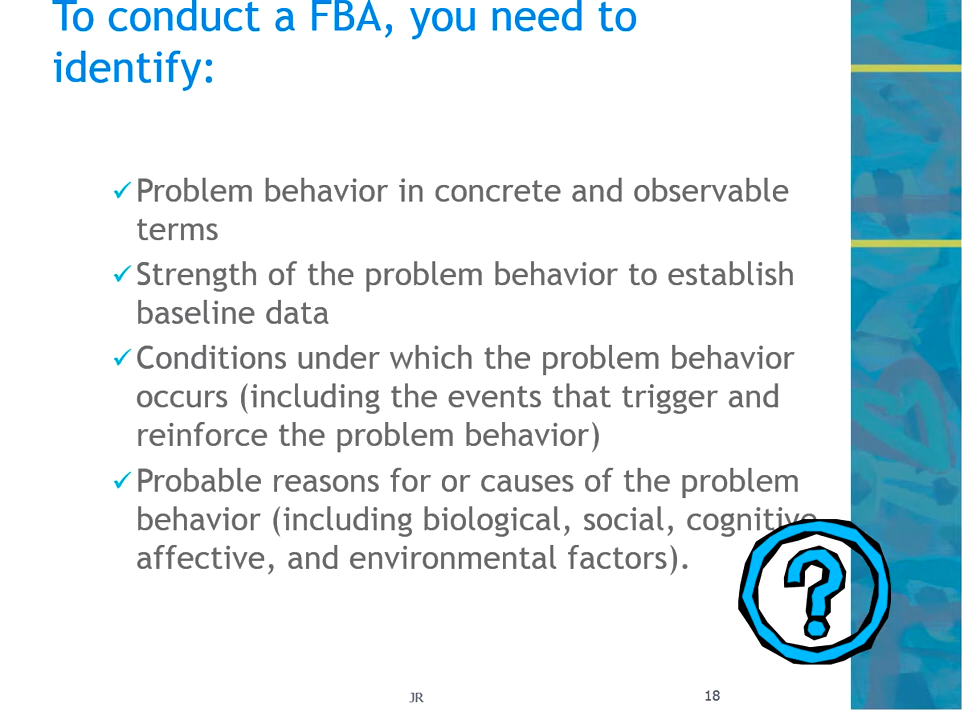 To conduct a FBA, you need to
identify:
✓Problem behavior in concrete and observable
terms
✓Strength of the problem behavior to establish
baseline data
✓Conditions under which the problem behavior
occurs (including the events that trigger and
reinforce the problem behavior)
✓Probable reasons for or causes of the problem
behavior (including biological, social, cognitive
affective, and environmental factors).
?
JR
18